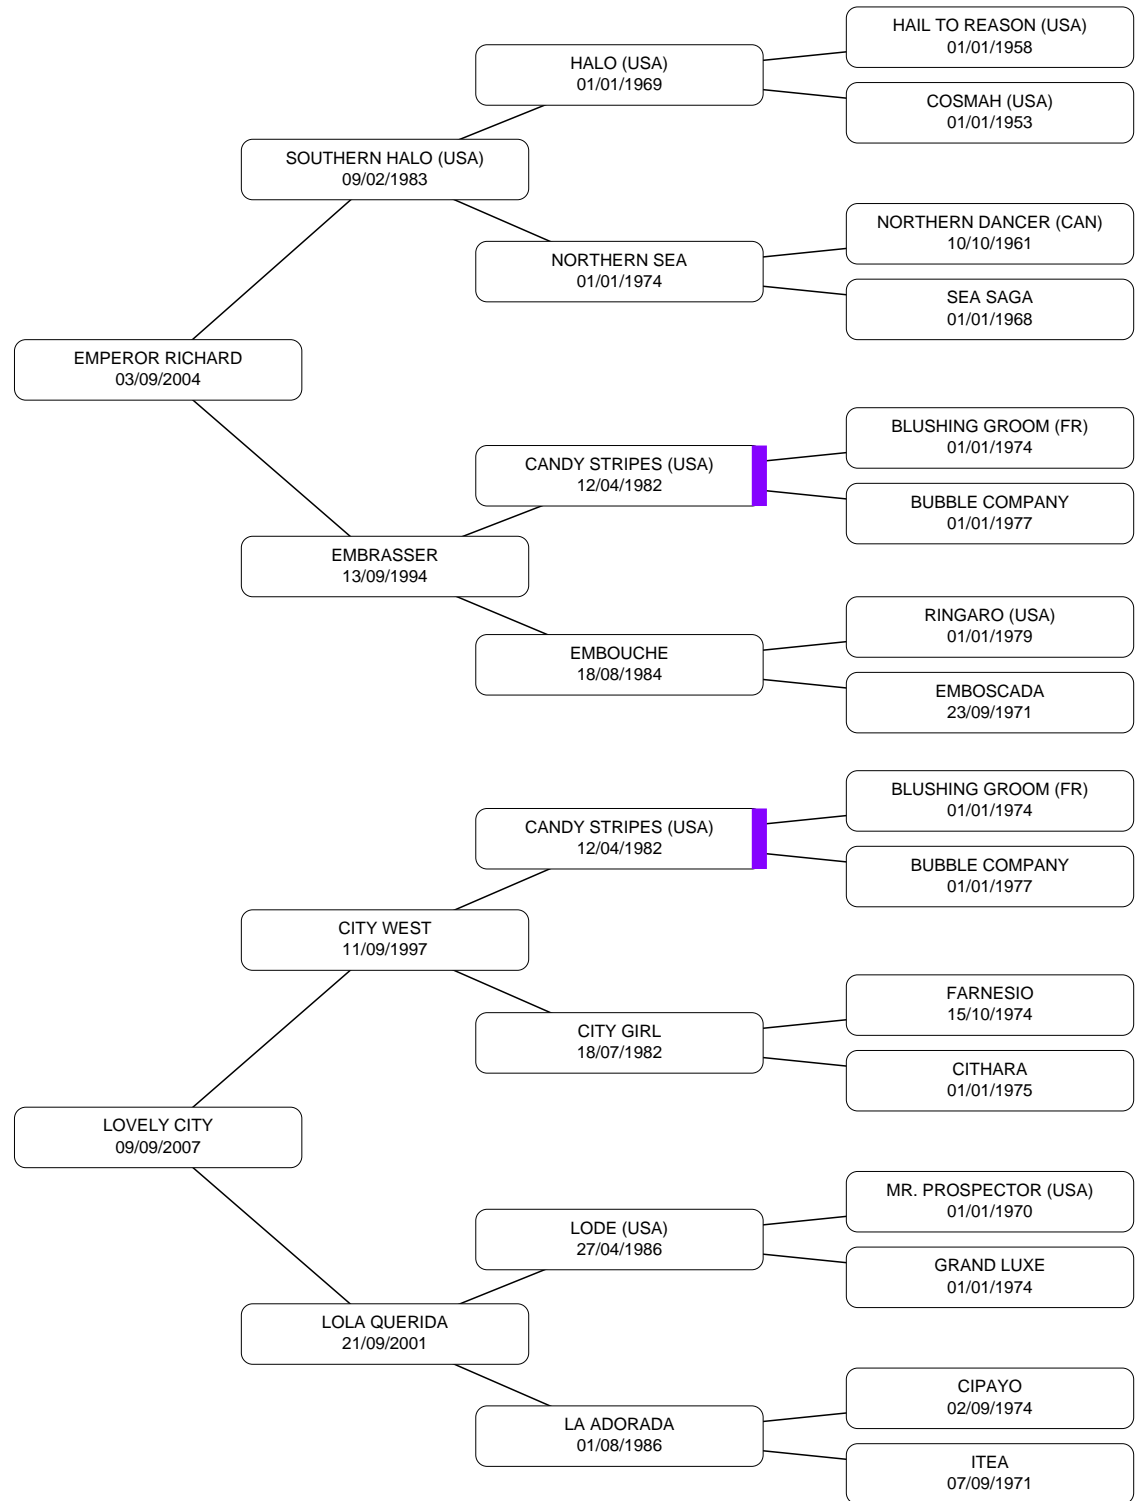 HAIL TO REASON (USA)
01/01/1958
HALO (USA)
01/01/1969
COSMAH (USA)
01/01/1953
SOUTHERN HALO (USA)
09/02/1983
NORTHERN DANCER (CAN)
10/10/1961
NORTHERN SEA
01/01/1974
SEA SAGA
01/01/1968
EMPEROR RICHARD
03/09/2004
BLUSHING GROOM (FR)
01/01/1974
CANDY STRIPES (USA)
12/04/1982
BUBBLE COMPANY
01/01/1977
EMBRASSER
13/09/1994
RINGARO (USA)
01/01/1979
EMBOUCHE
18/08/1984
EMBOSCADA
23/09/1971
BLUSHING GROOM (FR)
01/01/1974
CANDY STRIPES (USA)
12/04/1982
BUBBLE COMPANY
01/01/1977
CITY WEST
11/09/1997
FARNESIO
15/10/1974
CITY GIRL
18/07/1982
CITHARA
01/01/1975
LOVELY CITY
09/09/2007
MR. PROSPECTOR (USA)
01/01/1970
LODE (USA)
27/04/1986
GRAND LUXE
01/01/1974
LOLA QUERIDA
21/09/2001
CIPAYO
02/09/1974
LA ADORADA
01/08/1986
ITEA
07/09/1971